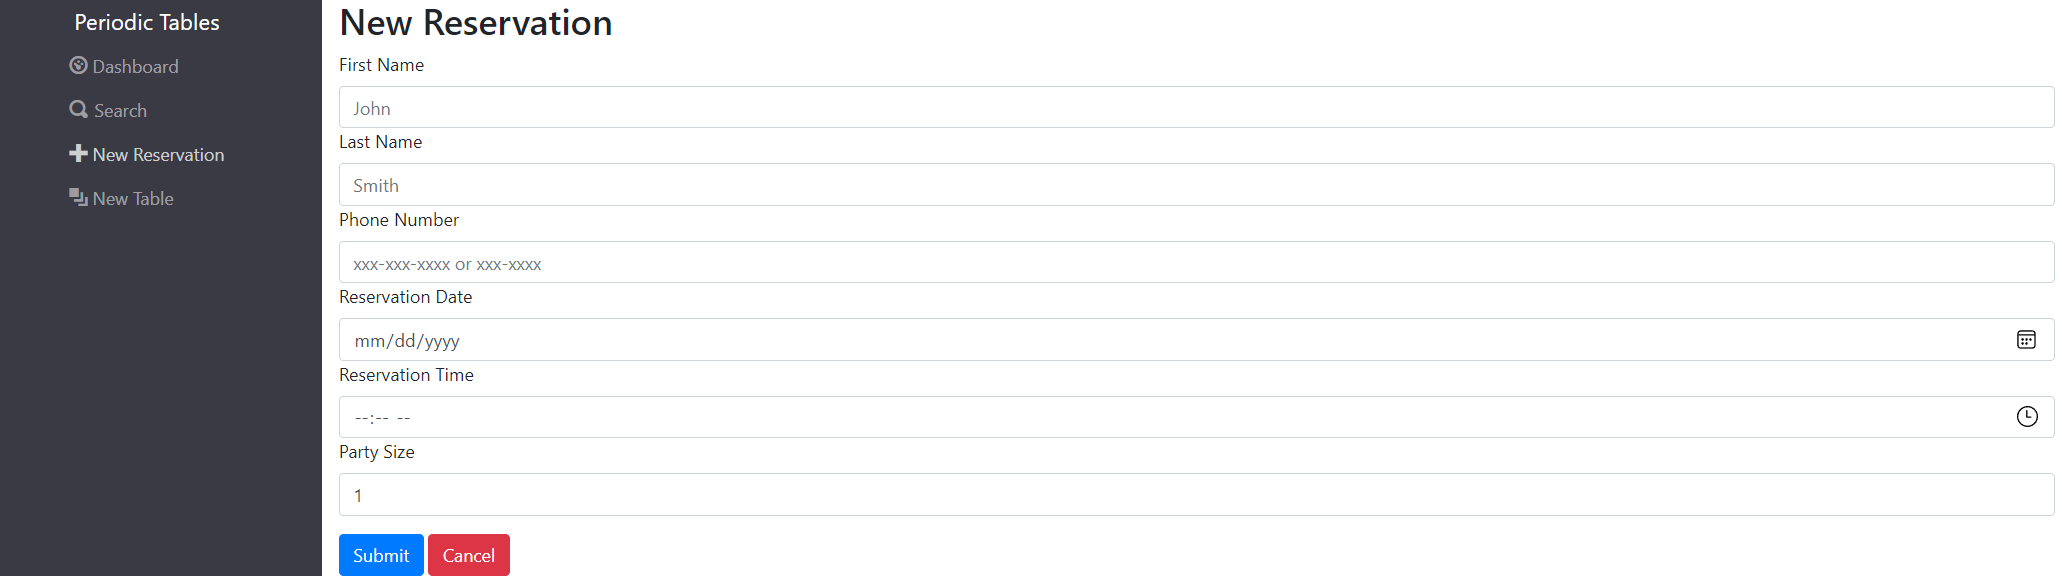 Periodic Tables
Dashboard
Search
New Reservation
New Table
New Reservation
First Name
John
Last Name
Smith
Phone Number
xxx-xxx-xxxx or xxx-xxxx
Reservation Date
mm/dd/yyyy
Reservation Time
--:-- --
Party Size
1
Submit Cancel